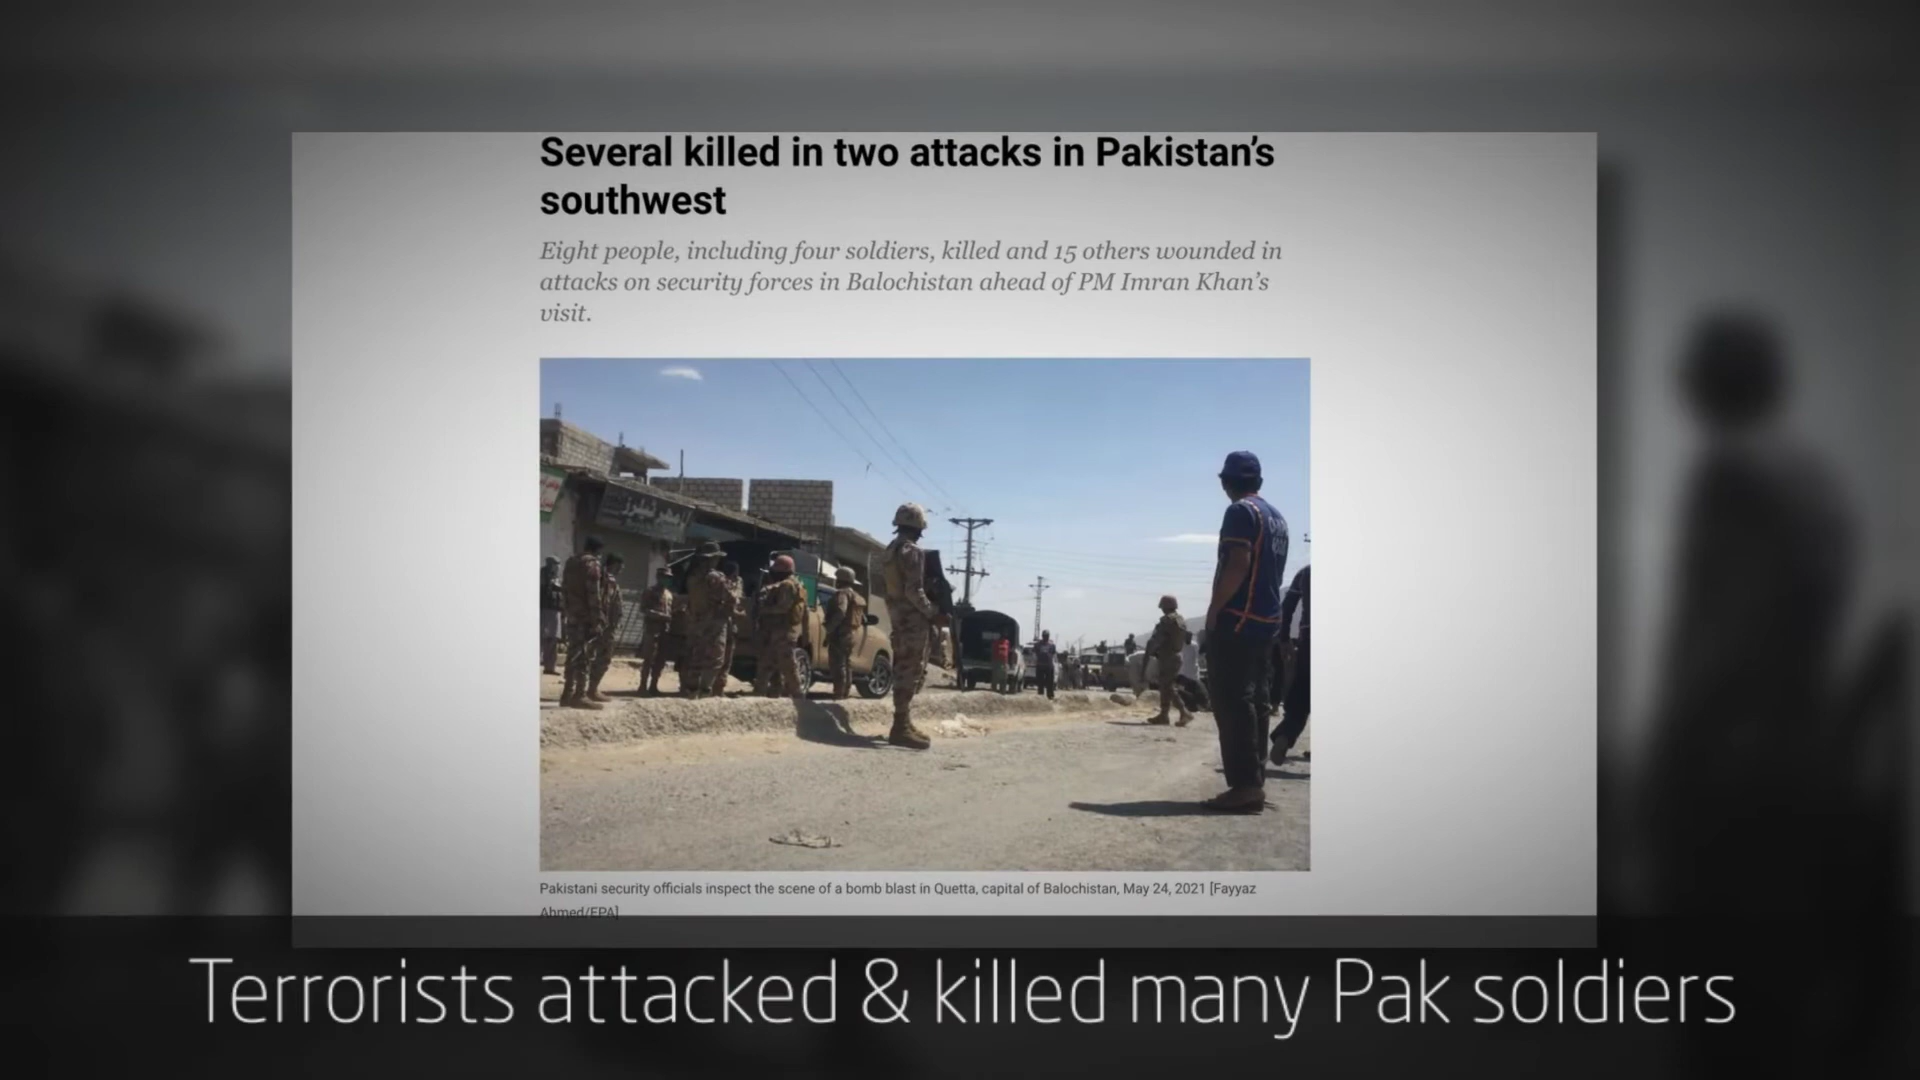 Several killed in two attacks in Pakistan's
southwest
Eight people, including four soldiers, killed and 15 others wounded in
attacks on security forces in Balochistan ahead of PM Imran Khan's
visit.
Pakistani security officials inspect the scene of a bomb blast in Quetta, capital of Balochistan, May 24, 2021 [Fayyaz
Ahmed/EPA]
Terrorists attacked & killed many Pak soldiers